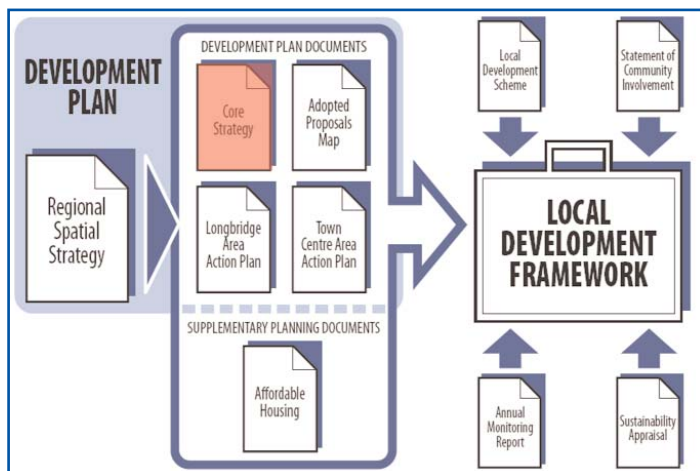 DEVELOPMENT
PLAN
Regional
Spatial
Strategy
DEVELOPMENT PLAN DOCUMENTS
Core
Strategy
Adopted
Proposals
Map
Longbridge
Area
Action Plan
Town
Centre Area
Action Plan
SUPPLEMENTARY PLANNING DOCUMENTS
Affordable
Housing
Local
Development
Scheme
Statement of
Community
Involvement
LOCAL
DEVELOPMENT
FRAMEWORK
Annual
Monitoring
Report
Sustainability
Appraisal